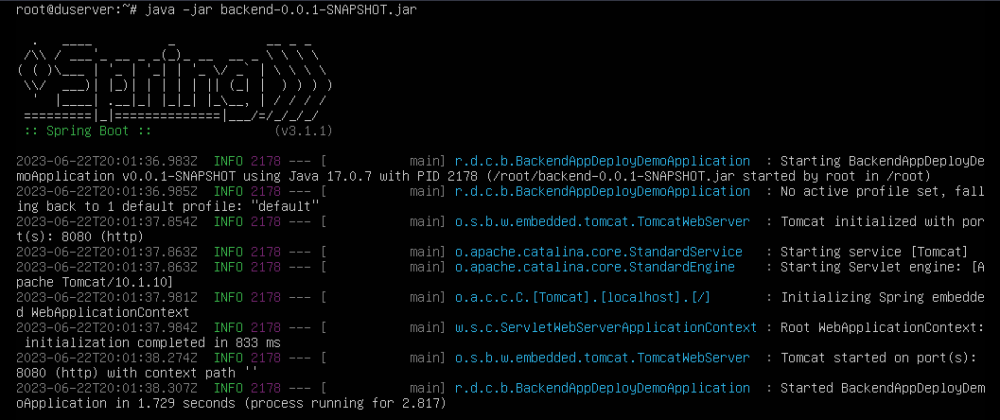 root@duserver:~# java -jar backend-0.0.1-SNAPSHOT.jar
  .   ____          _            __ _ _
 /\\ / ___'_ __ _ _(_)_ __  __ _ \ \ \ \
( ( )\___ | '_ | '_| | '_ \/ _` | \ \ \ \
 \\/  ___)| |_)| | | | | || (_| |  ) ) ) )
  '  |____| .__|_| |_|_| |_\__, | / / / /
 =========|_|==============|___/=/_/_/_/
 :: Spring Boot ::                (v3.1.1)
2023-06-22T20:01:36.983Z  INFO 2178 --- [           main] r.d.c.b.BackendAppDeployDemoApplication  : Starting BackendAppDeployDe
moApplication v0.0.1-SNAPSHOT using Java 17.0.7 with PID 2178 (/root/backend-0.0.1-SNAPSHOT.jar started by root in /root)
2023-06-22T20:01:36.985Z  INFO 2178 --- [           main] r.d.c.b.BackendAppDeployDemoApplication  : No active profile set, fall
ing back to 1 default profile: "default"
2023-06-22T20:01:37.854Z  INFO 2178 --- [           main] o.s.b.w.embedded.tomcat.TomcatWebServer  : Tomcat initialized with por
t(s): 8080 (http)
2023-06-22T20:01:37.863Z  INFO 2178 --- [           main] o.apache.catalina.core.StandardService   : Starting service [Tomcat]
2023-06-22T20:01:37.863Z  INFO 2178 --- [           main] o.apache.catalina.core.StandardEngine    : Starting Servlet engine: [A
pache Tomcat/10.1.10]
2023-06-22T20:01:37.981Z  INFO 2178 --- [           main] o.a.c.c.C.[Tomcat].[localhost].[/]       : Initializing Spring embedde
d WebApplicationContext
2023-06-22T20:01:37.984Z  INFO 2178 --- [           main] w.s.c.ServletWebServerApplicationContext : Root WebApplicationContext:
 initialization completed in 833 ms
2023-06-22T20:01:38.274Z  INFO 2178 --- [           main] o.s.b.w.embedded.tomcat.TomcatWebServer  : Tomcat started on port(s):
8080 (http) with context path ''
2023-06-22T20:01:38.307Z  INFO 2178 --- [           main] r.d.c.b.BackendAppDeployDemoApplication  : Started BackendAppDeployDem
oApplication in 1.729 seconds (process running for 2.817)